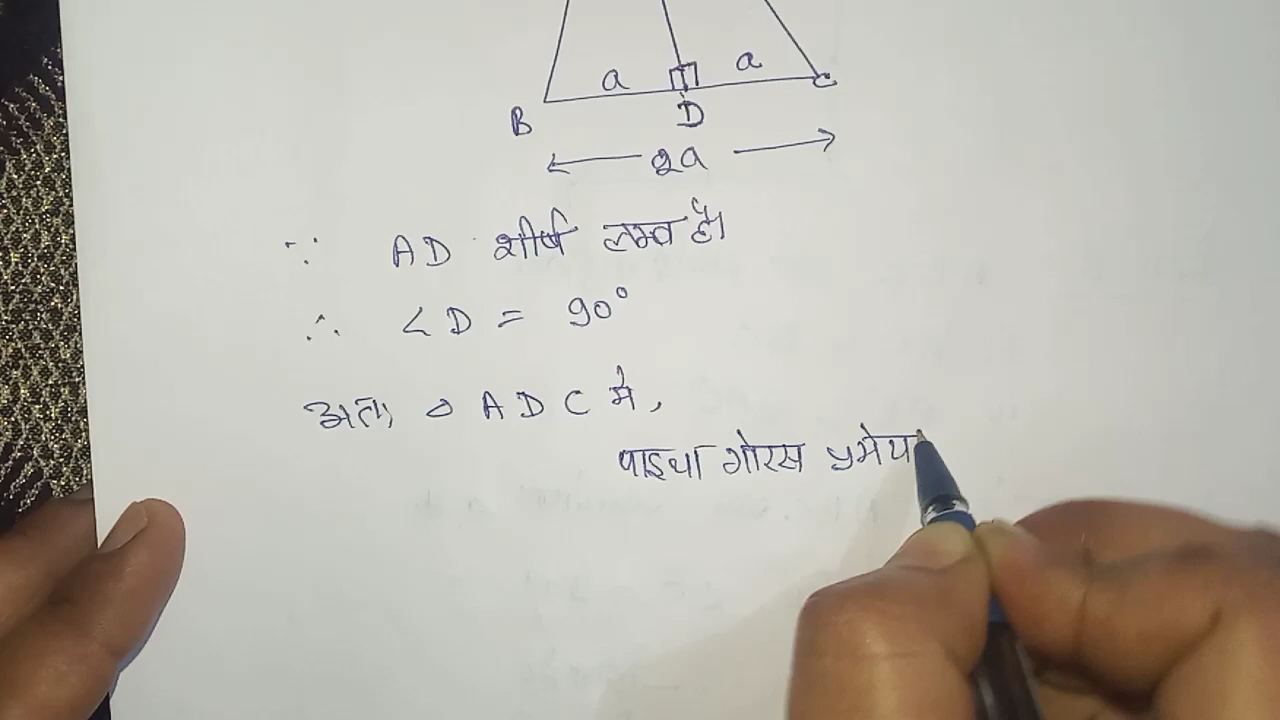 a a
B D C
2a
∵ AD शीर्ष लम्ब है।
∴ ∠D = 90°
अतः △ ADC में,
पाइथा गोरस प्रमेय